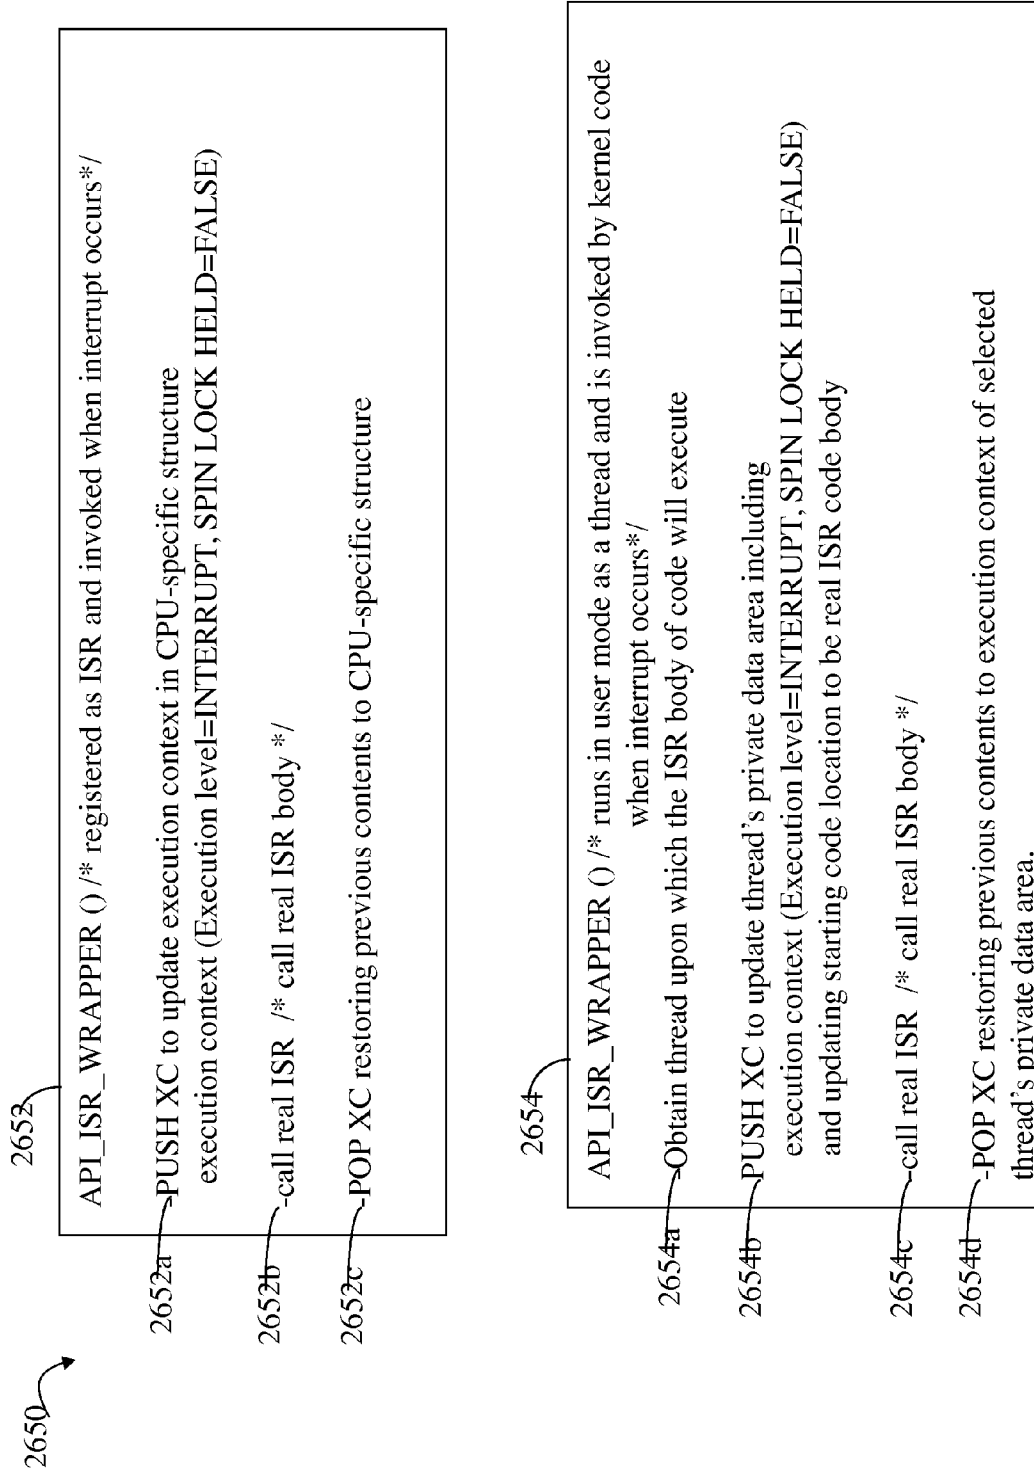 2650
2652
API_ISR_WRAPPER () /* registered as ISR and invoked when interrupt occurs*/
2652a
-PUSH XC to update execution context in CPU-specific structure
execution context (Execution level=INTERRUPT, SPIN LOCK HELD=FALSE)
2652b
-call real ISR /* call real ISR body */
2652c
-POP XC restoring previous contents to CPU-specific structure
2654
API_ISR_WRAPPER () /* runs in user mode as a thread and is invoked by kernel code
when interrupt occurs*/
2654a
-Obtain thread upon which the ISR body of code will execute
2654b
PUSH XC to update thread's private data area including
execution context (Execution level=INTERRUPT, SPIN LOCK HELD=FALSE)
and updating starting code location to be real ISR code body
2654c
-call real ISR /* call real ISR body */
2654d
-POP XC restoring previous contents to execution context of selected
thread's private data area.